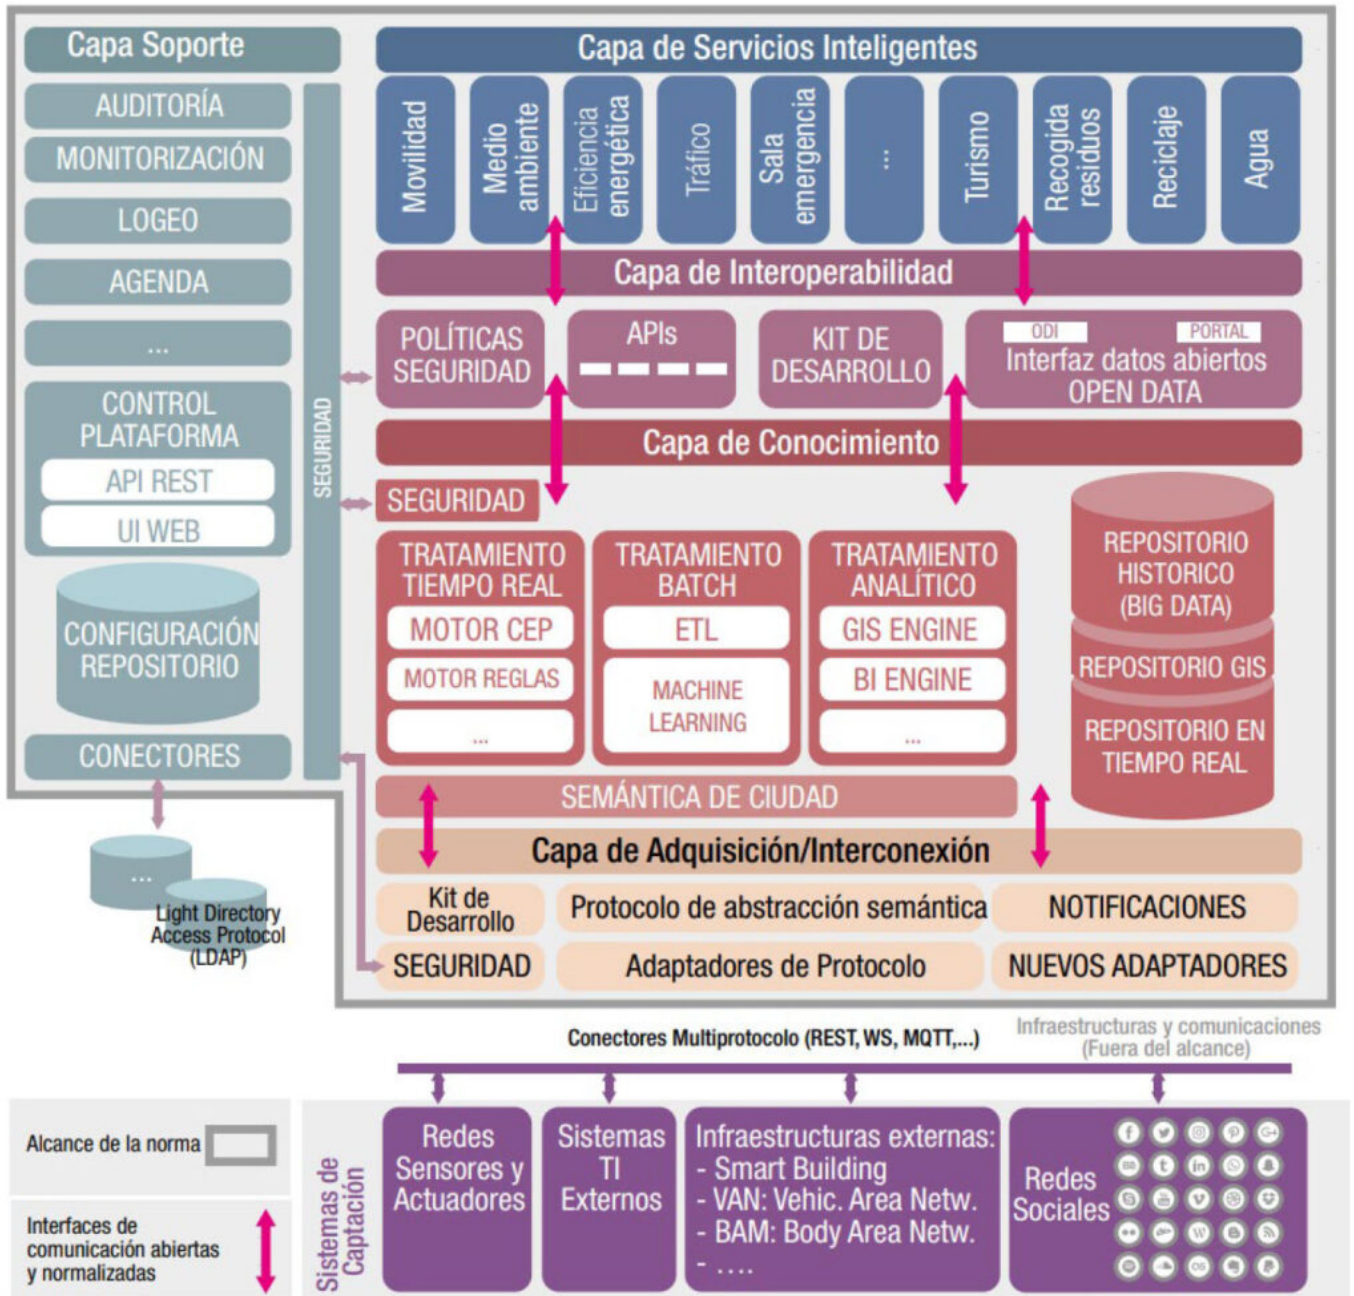 Capa Soporte
AUDITORÍA
MONITORIZACIÓN
LOGEO
AGENDA
...
CONTROL
PLATAFORMA
API REST
UI WEB
CONFIGURACIÓN
REPOSITORIO
CONECTORES
SEGURIDAD
...
Light Directory
Access Protocol
(LDAP)
Capa de Servicios Inteligentes
Movilidad
Medio
ambiente
Eficiencia
energética
Tráfico
Sala
emergencia
...
Turismo
Recogida
residuos
Reciclaje
Agua
Capa de Interoperabilidad
POLÍTICAS
SEGURIDAD
APIs
KIT DE
DESARROLLO
ODI
PORTAL
Interfaz datos abiertos
OPEN DATA
Capa de Conocimiento
SEGURIDAD
TRATAMIENTO
TIEMPO REAL
MOTOR CEP
MOTOR REGLAS
...
TRATAMIENTO
BATCH
ETL
MACHINE
LEARNING
TRATAMIENTO
ANALÍTICO
GIS ENGINE
BI ENGINE
...
REPOSITORIO
HISTORICO
(BIG DATA)
REPOSITORIO GIS
REPOSITORIO EN
TIEMPO REAL
SEMÁNTICA DE CIUDAD
Capa de Adquisición/Interconexión
Kit de
Desarrollo
Protocolo de abstracción semántica
NOTIFICACIONES
SEGURIDAD
Adaptadores de Protocolo
NUEVOS ADAPTADORES
Conectores Multiprotocolo (REST, WS, MQTT,...)
Infraestructuras y comunicaciones
(Fuera del alcance)
Alcance de la norma
Interfaces de
comunicación abiertas
y normalizadas
Sistemas de
Captación
Redes
Sensores y
Actuadores
Sistemas
TI
Externos
Infraestructuras externas:
- Smart Building
- VAN: Vehic. Area Netw.
- BAM: Body Area Netw.
- ....
Redes
Sociales